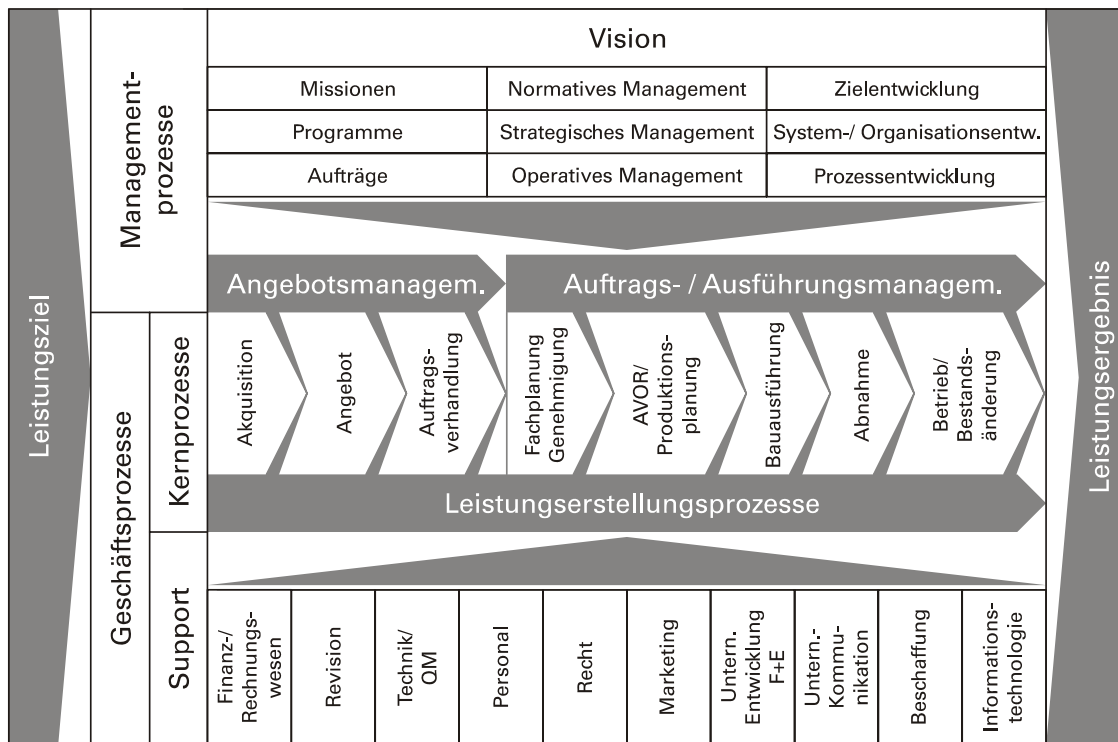 Leistungsziel
Management-
prozesse
Vision
Missionen
Normatives Management
Zielentwicklung
Programme
Strategisches Management
System-/ Organisationsentw.
Aufträge
Operatives Management
Prozessentwicklung
Angebotsmanagem.
Auftrags- / Ausführungsmanagem.
Geschäftsprozesse
Kernprozesse
Akquisition
Angebot
Auftrags-
verhandlung
Fachplanung
Genehmigung
AVOR/
Produktions-
planung
Bauausführung
Abnahme
Betrieb/
Bestands-
änderung
Leistungserstellungsprozesse
Support
Finanz-/
Rechnungs-
wesen
Revision
Technik/
QM
Personal
Recht
Marketing
Untern.
Entwicklung
F+E
Untern.-
Kommu-
nikation
Beschaffung
Informations-
technologie
Leistungsergebnis